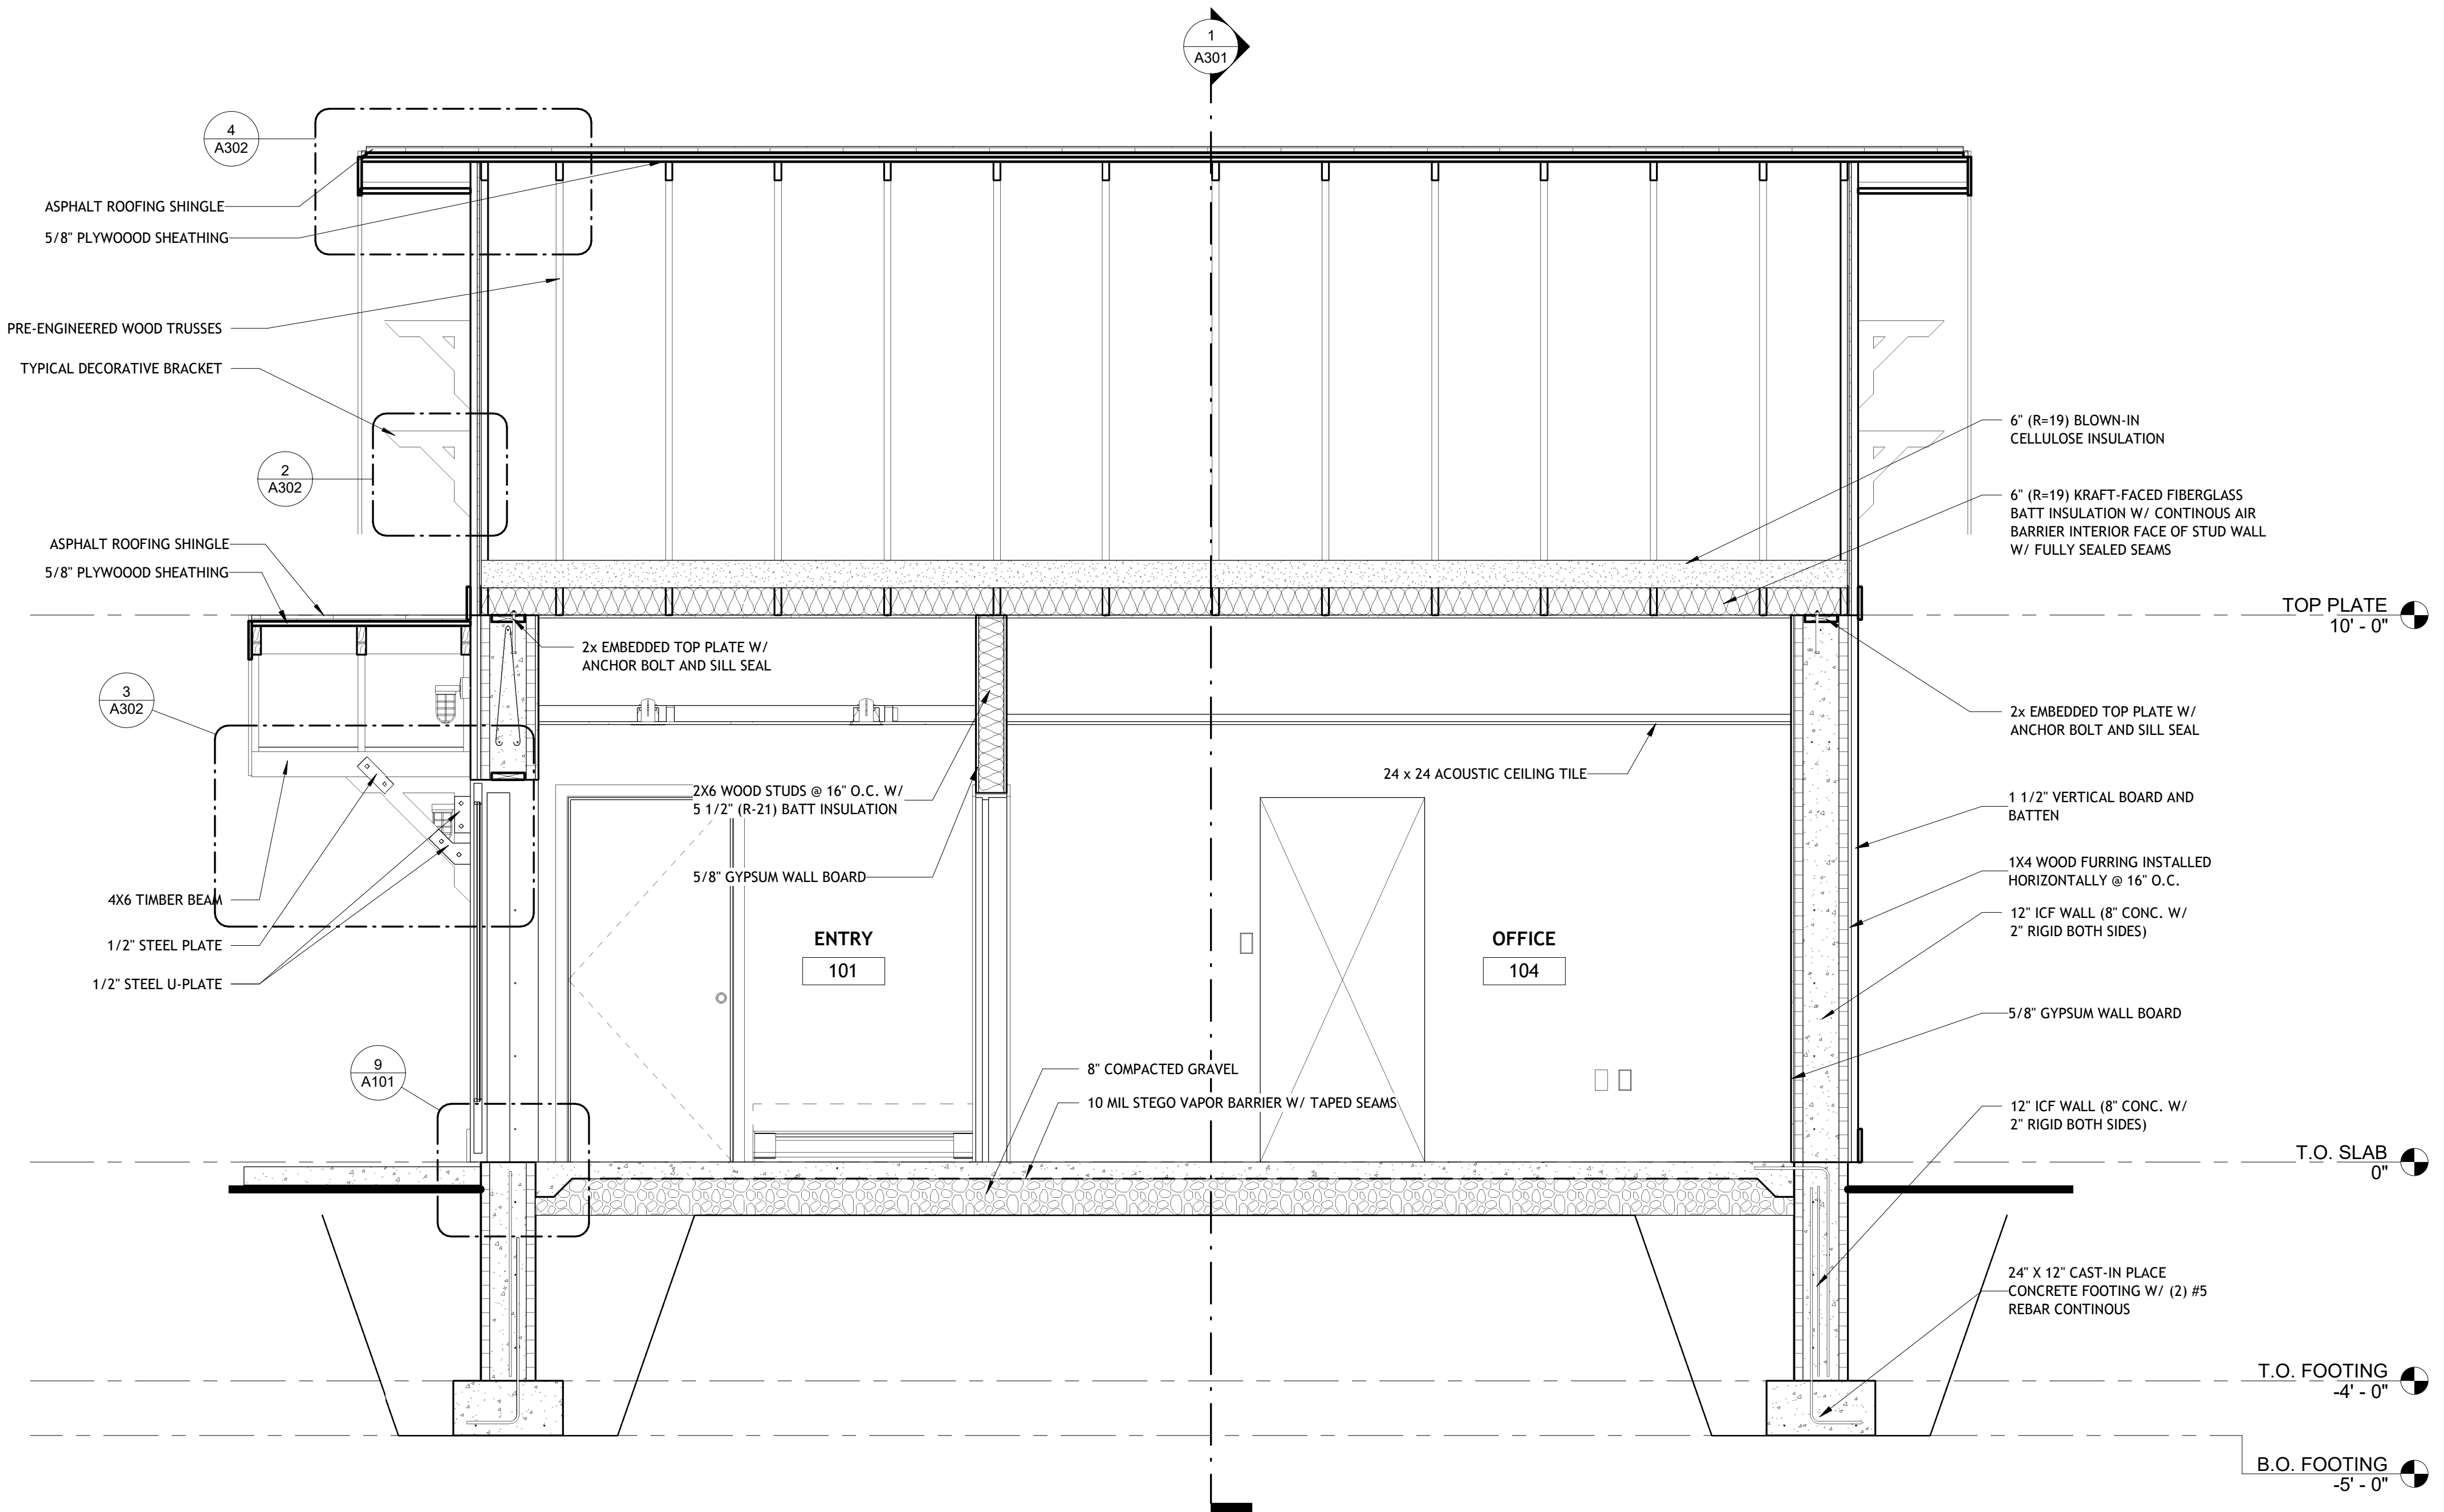 1
A301
4
A302
ASPHALT ROOFING SHINGLE
5/8" PLYWOOOD SHEATHING
PRE-ENGINEERED WOOD TRUSSES
TYPICAL DECORATIVE BRACKET
2
A302
ASPHALT ROOFING SHINGLE
5/8" PLYWOOOD SHEATHING
3
A302
4X6 TIMBER BEAM
1/2" STEEL PLATE
1/2" STEEL U-PLATE
9
A101
2x EMBEDDED TOP PLATE W/
ANCHOR BOLT AND SILL SEAL
2X6 WOOD STUDS @ 16" O.C. W/
5 1/2" (R-21) BATT INSULATION
5/8" GYPSUM WALL BOARD
ENTRY
101
24 x 24 ACOUSTIC CEILING TILE
OFFICE
104
8" COMPACTED GRAVEL
10 MIL STEGO VAPOR BARRIER W/ TAPED SEAMS
6" (R=19) BLOWN-IN
CELLULOSE INSULATION
6" (R=19) KRAFT-FACED FIBERGLASS
BATT INSULATION W/ CONTINOUS AIR
BARRIER INTERIOR FACE OF STUD WALL
W/ FULLY SEALED SEAMS
TOP PLATE
10' - 0"
2x EMBEDDED TOP PLATE W/
ANCHOR BOLT AND SILL SEAL
1 1/2" VERTICAL BOARD AND
BATTEN
1X4 WOOD FURRING INSTALLED
HORIZONTALLY @ 16" O.C.
12" ICF WALL (8" CONC. W/
2" RIGID BOTH SIDES)
5/8" GYPSUM WALL BOARD
12" ICF WALL (8" CONC. W/
2" RIGID BOTH SIDES)
T.O. SLAB
0"
24" X 12" CAST-IN PLACE
CONCRETE FOOTING W/ (2) #5
REBAR CONTINOUS
T.O. FOOTING
-4' - 0"
B.O. FOOTING
-5' - 0"